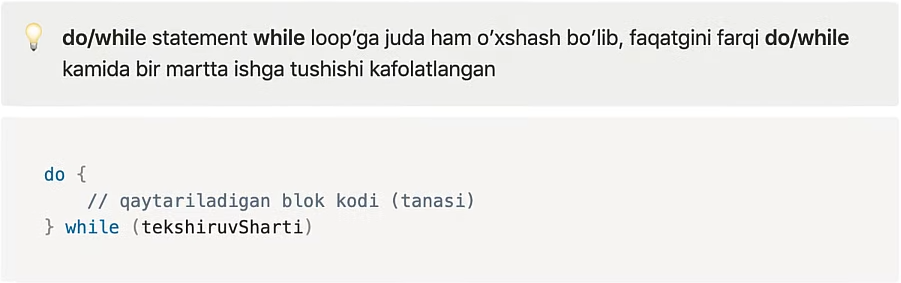 do/while statement while loop’ga juda ham o’xshash bo’lib, faqatgini farqi do/while
kamida bir martta ishga tushishi kafolatlangan
do {
    // qaytariladigan blok kodi (tanasi)
} while (tekshiruvSharti)